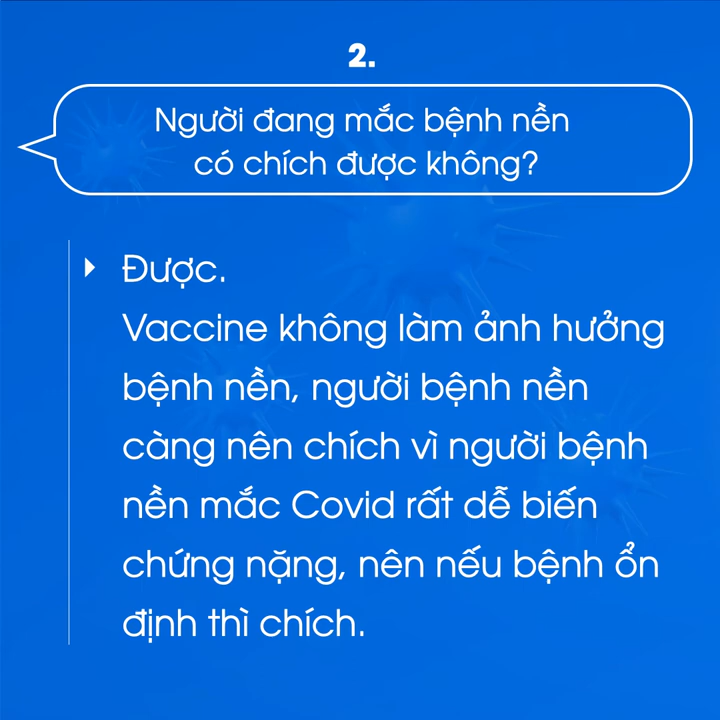 2.
Người đang mắc bệnh nền
có chích được không?
Được.
Vaccine không làm ảnh hưởng
bệnh nền, người bệnh nền
càng nên chích vì người bệnh
nền mắc Covid rất dễ biến
chứng nặng, nên nếu bệnh ổn
định thì chích.